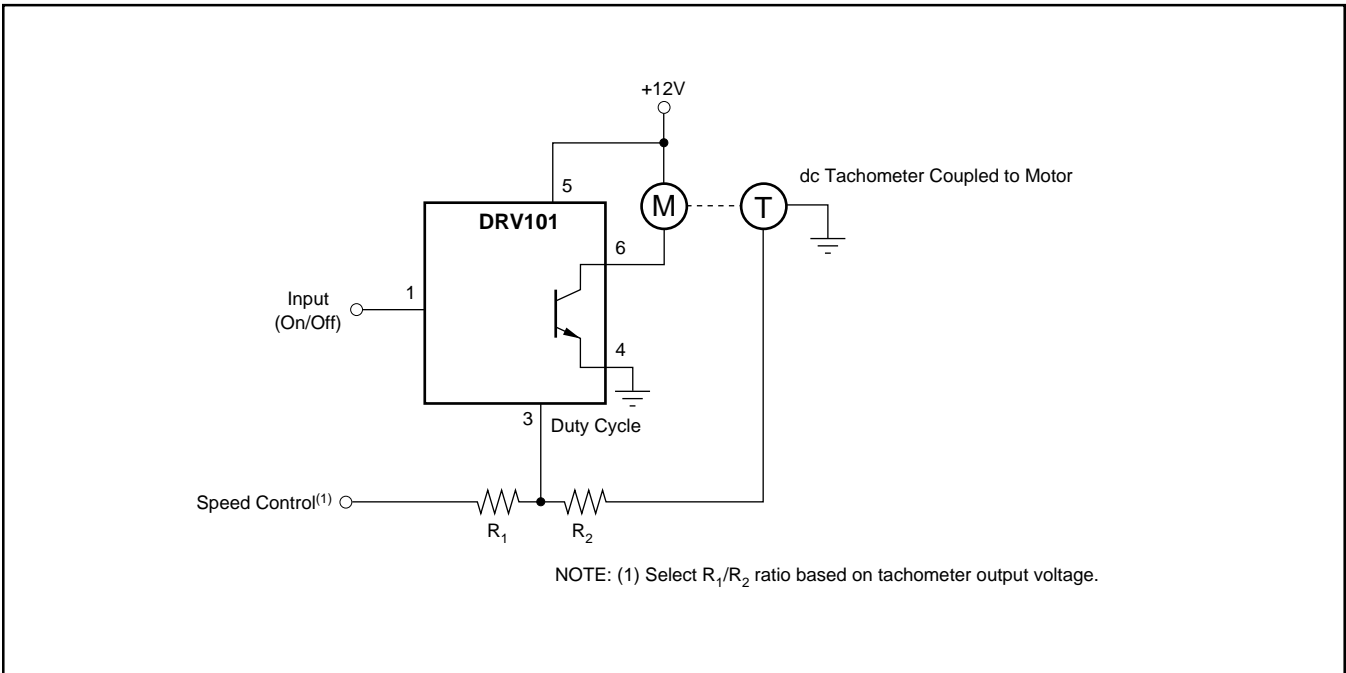 +12V
5
M
T
dc Tachometer Coupled to Motor
DRV101
6
Input
(On/Off)
1
4
3
Duty Cycle
Speed Control(1)
R1
R2
NOTE: (1) Select R1/R2 ratio based on tachometer output voltage.